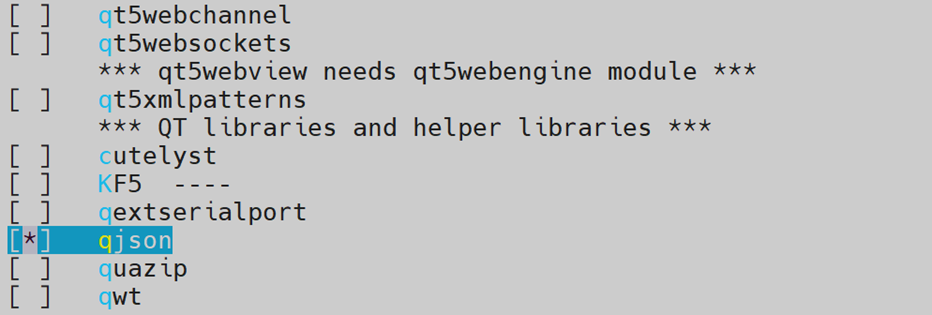 [ ]   qt5webchannel
[ ]   qt5websockets
*** qt5webview needs qt5webengine module ***
[ ]   qt5xmlpatterns
*** QT libraries and helper libraries ***
[ ]   cutelyst
[ ]   KF5  ----
[ ]   qextserialport
[*]   qjson
[ ]   quazip
[ ]   qwt